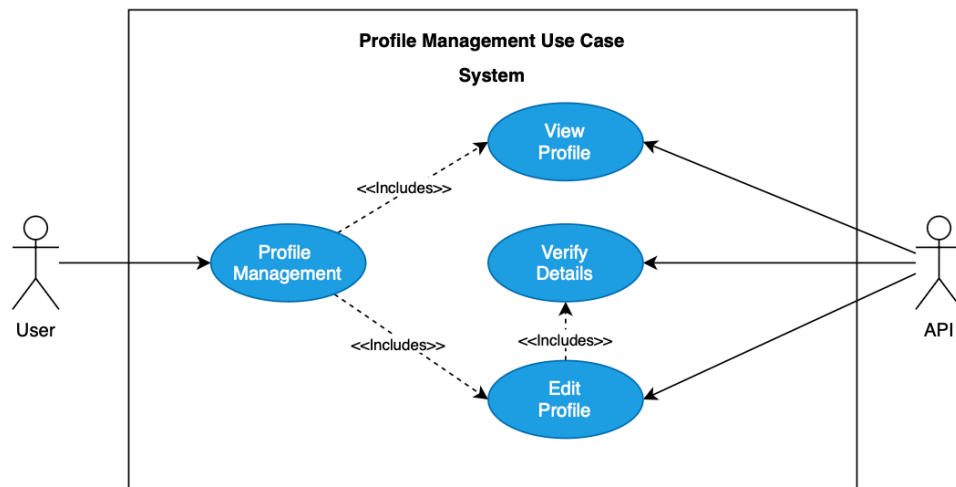 Profile Management Use Case
System
View
Profile
<<Includes>>
Profile
Management
Verify
Details
User
API
<<Includes>>
<<Includes>>
Edit
Profile